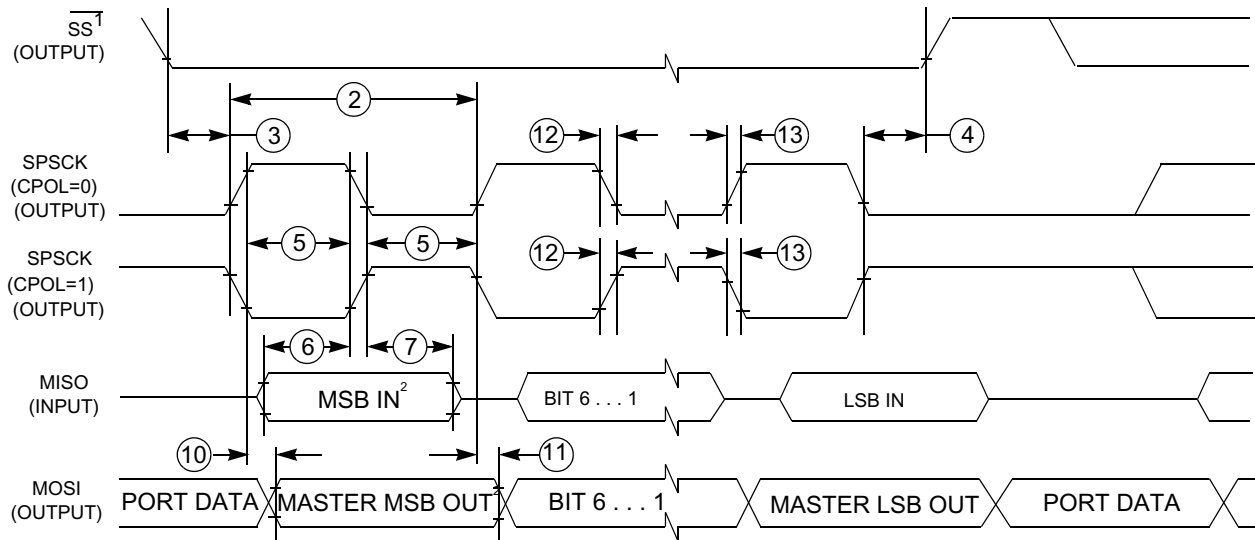 SS1
(OUTPUT)
2
3
12
13
4
SPSCK
(CPOL=0)
(OUTPUT)
5
5
12
13
SPSCK
(CPOL=1)
(OUTPUT)
6
7
MISO
(INPUT)
MSB IN2
BIT 6 . . . 1
LSB IN
10
11
MOSI
(OUTPUT)
PORT DATA
MASTER MSB OUT2
BIT 6 . . . 1
MASTER LSB OUT
PORT DATA